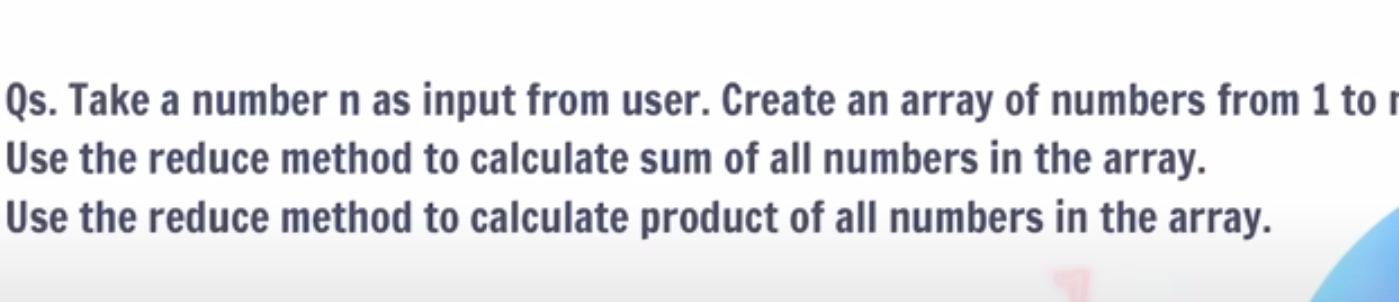 Qs. Take a number n as input from user. Create an array of numbers from 1 to
Use the reduce method to calculate sum of all numbers in the array.
Use the reduce method to calculate product of all numbers in the array.